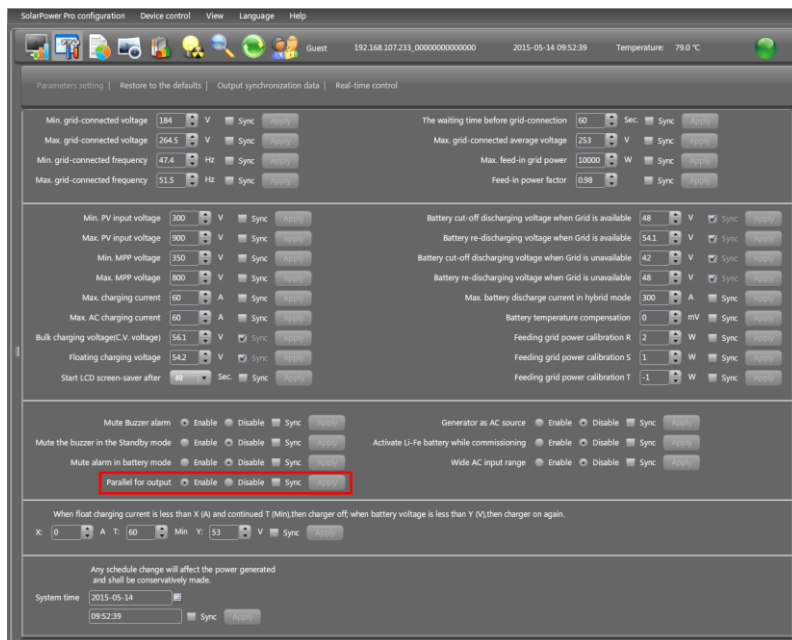 SolarPower Pro configuration Device control View Language Help
Guest 192.168.107.233_00000000000000 2015-05-14 09:52:39 Temperature: 79.0 ℃
Parameters setting | Restore to the defaults | Output synchronization data | Real-time control
Min. grid-connected voltage 184 V Sync Apply The waiting time before grid-connection 60 Sec. Sync Apply
Max. grid-connected voltage 264.5 V Sync Apply Max. grid-connected average voltage 253 V Sync Apply
Min. grid-connected frequency 47.4 Hz Sync Apply Max. feed-in grid power 10000 W Sync Apply
Max. grid-connected frequency 51.5 Hz Sync Apply Feed-in power factor 0.98 Sync Apply
Min. PV input voltage 300 V Sync Apply Battery cut-off discharging voltage when Grid is available 48 V Sync Apply
Max. PV input voltage 900 V Sync Apply Battery re-discharging voltage when Grid is available 54.1 V Sync Apply
Min. MPP voltage 350 V Sync Apply Battery cut-off discharging voltage when Grid is unavailable 42 V Sync Apply
Max. MPP voltage 800 V Sync Apply Battery re-discharging voltage when Grid is unavailable 48 V Sync Apply
Max. charging current 60 A Sync Apply Max. battery discharge current in hybrid mode 300 A Sync Apply
Max. AC charging current 60 A Sync Apply Battery temperature compensation 0 mV Sync Apply
Bulk charging voltage(C.V. voltage) 56.1 V Sync Apply Feeding grid power calibration R 2 W Sync Apply
Floating charging voltage 54.2 V Sync Apply Feeding grid power calibration S 1 W Sync Apply
Start LCD screen-saver after 60 Sec. Sync Apply Feeding grid power calibration T -1 W Sync Apply
Mute Buzzer alarm Enable Disable Sync Apply Generator as AC source Enable Disable Sync Apply
Mute the buzzer in the Standby mode Enable Disable Sync Apply Activate Li-Fe battery while commissioning Enable Disable Sync Apply
Mute alarm in battery mode Enable Disable Sync Apply Wide AC input range Enable Disable Sync Apply
Parallel for output Enable Disable Sync Apply
When float charging current is less than X (A) and continued T (Min),then charger off; when battery voltage is less than Y (V),then charger on again.
X: 0 A T: 60 Min Y: 53 V Sync Apply
Any schedule change will affect the power generated
and shall be conservatively made.
System time 2015-05-14
09:52:39 Sync Apply